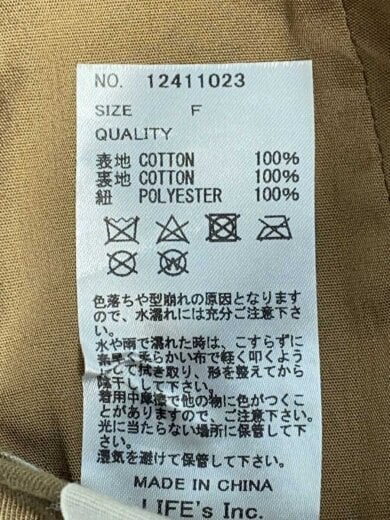 NO. 12411023
SIZE F
QUALITY
表地 COTTON 100%
裏地 COTTON 100%
紐 POLYESTER 100%
色落ちや型崩れの原因となります
ので、水濡れには充分ご注意下さ
い。
水や雨で濡れた時は、こすらずに
素早く柔らかい布で軽く叩くよう
にして拭き取り、形を整えてから
陰干しして下さい。
着用中摩擦で他の物に色がつくこ
とがありますので、ご注意下さい。
光に当たらない場所に保管して下
さい。
湿気を避けて保管して下さい。
MADE IN CHINA
LIFE's Inc.